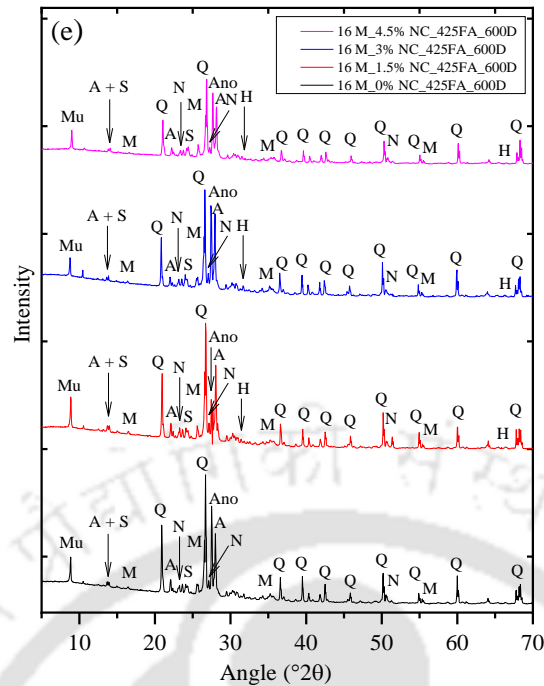 (e)
16 M_4.5% NC_425FA_600D
16 M_3% NC_425FA_600D
16 M_1.5% NC_425FA_600D
16 M_0% NC_425FA_600D
Mu A + S M Q A N S M Q Ano A N H M Q Q Q Q Q N Q M Q H Q
Mu A + S M Q A N S M Q Ano A N H M Q Q Q Q Q N Q M Q H Q
Mu A + S M Q A N S M Q Ano A N H M Q Q Q Q Q N Q M Q H Q
Mu A + S M Q A N S M Q Ano A N M Q Q Q Q Q N Q M Q Q
Intensity
5 10 20 30 40 50 60 70
Angle (°2θ)